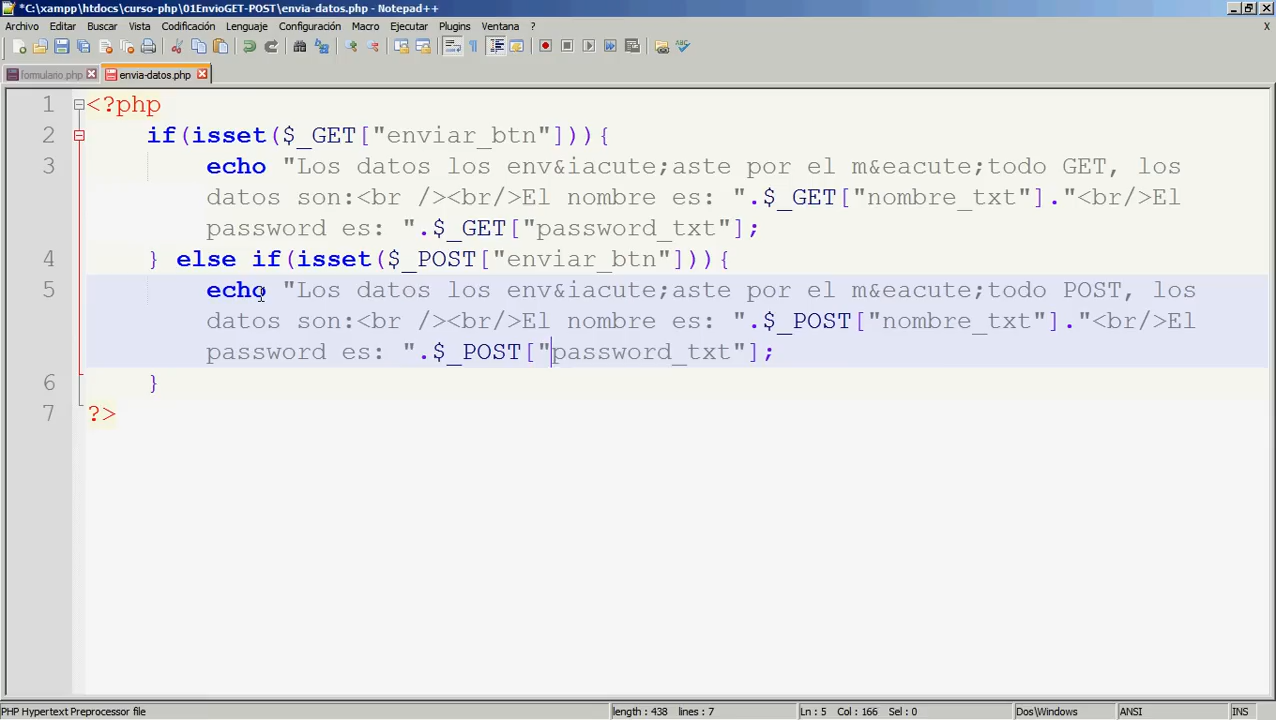 *C:\xampp\htdocs\curso-php\01EnvioGET-POST\envia-datos.php - Notepad++
Archivo Editar Buscar Vista Codificación Lenguaje Configuración Macro Ejecutar Plugins Ventana ? X
formulario.php envia-datos.php
1 <?php
2 if(isset($_GET["enviar_btn"])){
3 echo "Los datos los env&iacute;aste por el m&eacute;todo GET, los
datos son:<br /><br/>El nombre es: ".$_GET["nombre_txt"]."<br/>El
password es: ".$_GET["password_txt"];
4 } else if(isset($_POST["enviar_btn"])){
5 echo "Los datos los env&iacute;aste por el m&eacute;todo POST, los
datos son:<br /><br/>El nombre es: ".$_POST["nombre_txt"]."<br/>El
password es: ".$_POST["password_txt"];
6 }
7 ?>
PHP Hypertext Preprocessor file length : 438 lines : 7 Ln : 5 Col : 166 Sel : 0 Dos\Windows ANSI INS